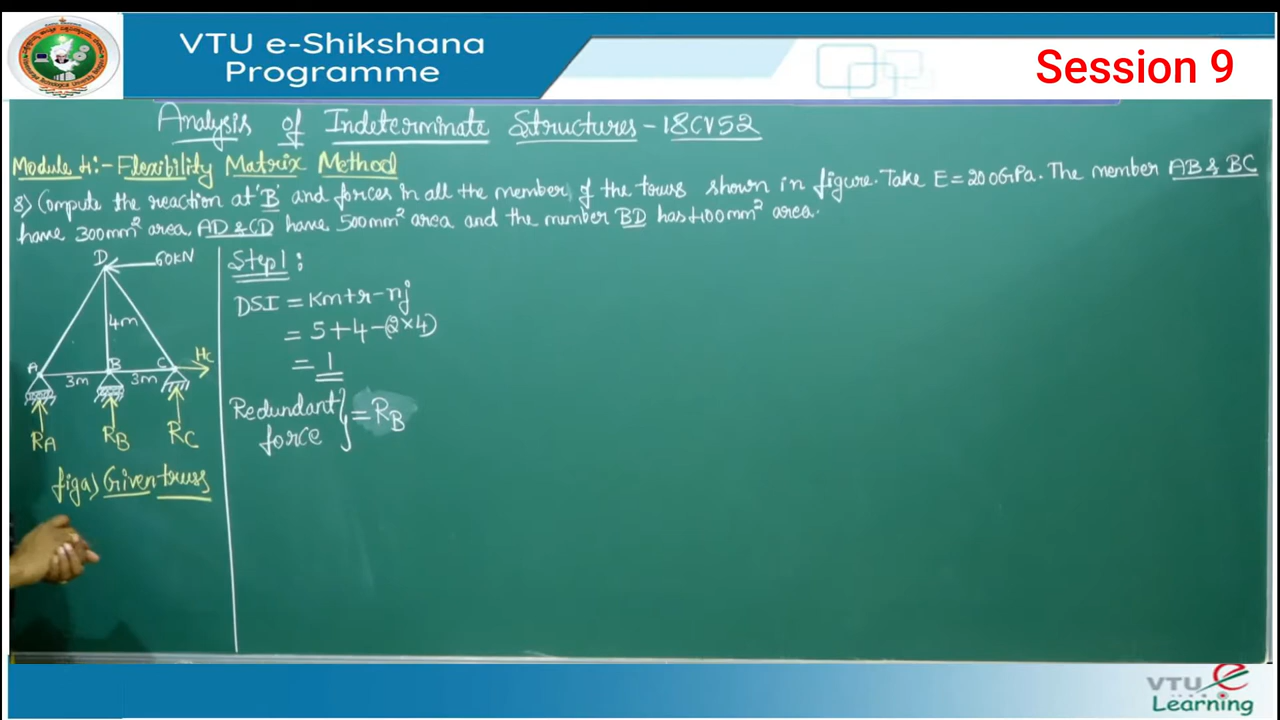 VTU e-Shikshana
Programme
Session 9
Analysis of Indeterminate Structures - 18CV52
Module 4:- Flexibility Matrix Method
8) Compute the reaction at 'B' and forces in all the member of the truss shown in figure. Take E = 200GPa. The member AB & BC
have 300mm² area, AD & CD have 500mm² area and the member BD has 400mm² area.
D
60kN
4m
A
B
C
Hc
3m
3m
RA
RB
RC
fig a) Given truss
Step 1 :
DSI = Km+r-nj
= 5+4-(2×4)
= 1
Redundant
force } = RB
VTU
Learning